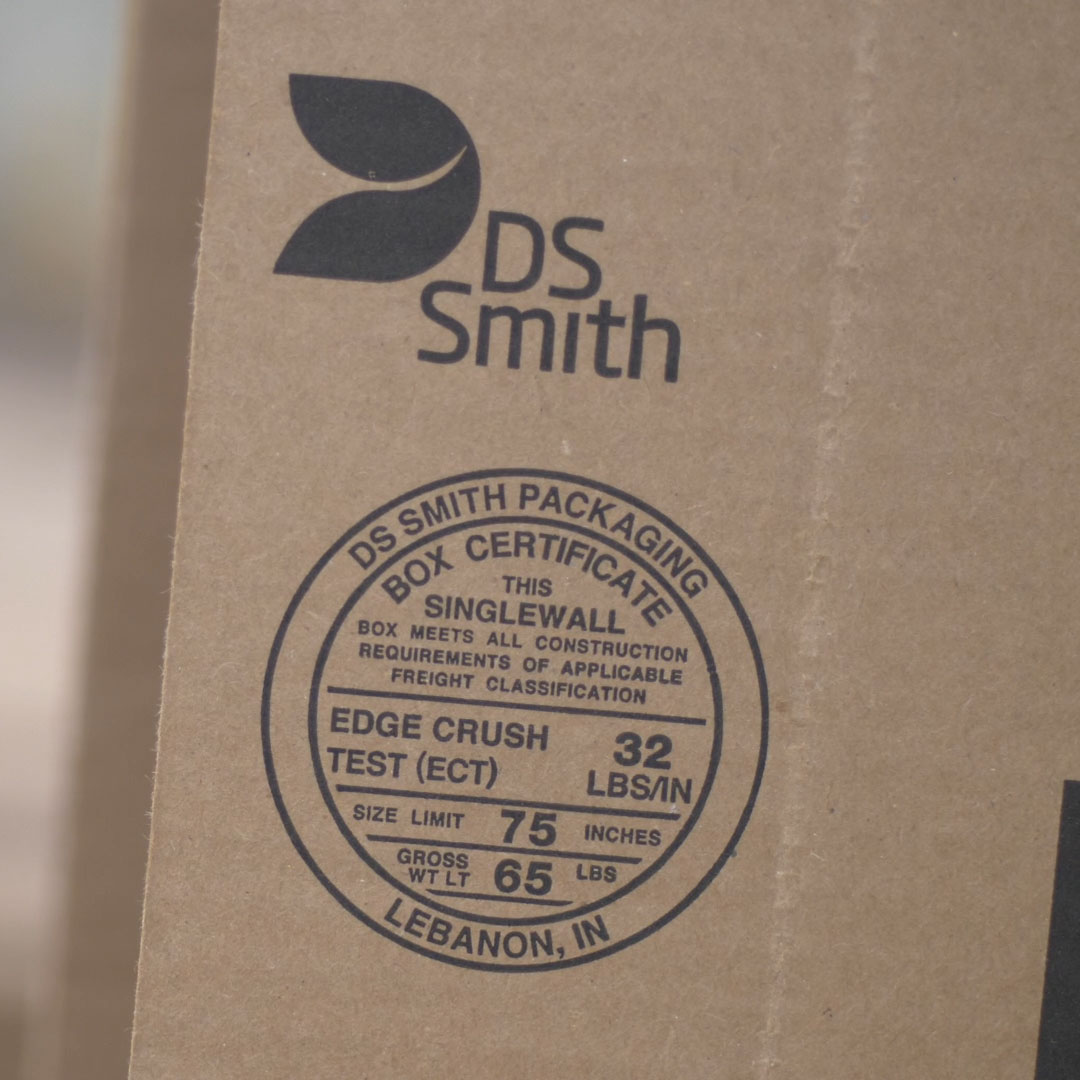 DS
Smith
DS SMITH PACKAGING
BOX CERTIFICATE
THIS
SINGLEWALL
BOX MEETS ALL CONSTRUCTION
REQUIREMENTS OF APPLICABLE
FREIGHT CLASSIFICATION
EDGE CRUSH
TEST (ECT)
32
LBS/IN
SIZE LIMIT 75 INCHES
GROSS
WT LT 65 LBS
LEBANON, IN